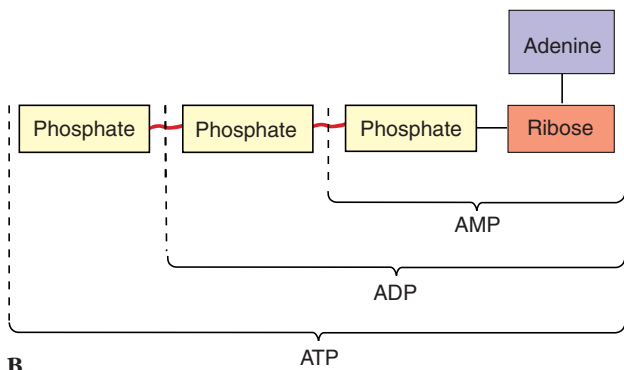 Adenine
Phosphate Phosphate Phosphate Ribose
AMP
ADP
ATP
B